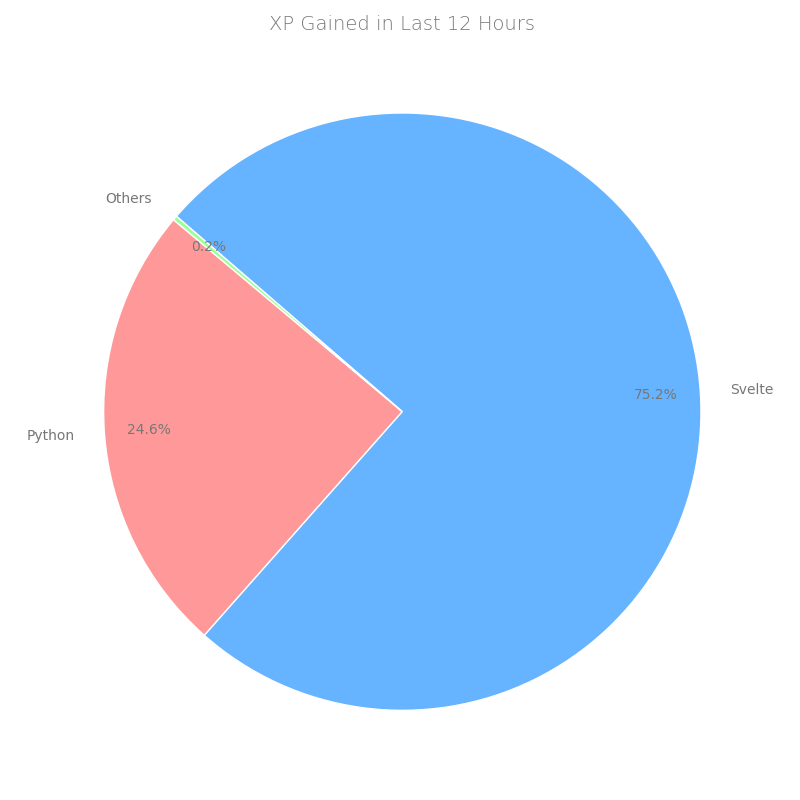 XP Gained in Last 12 Hours
Others
0.2%
Svelte
75.2%
Python
24.6%